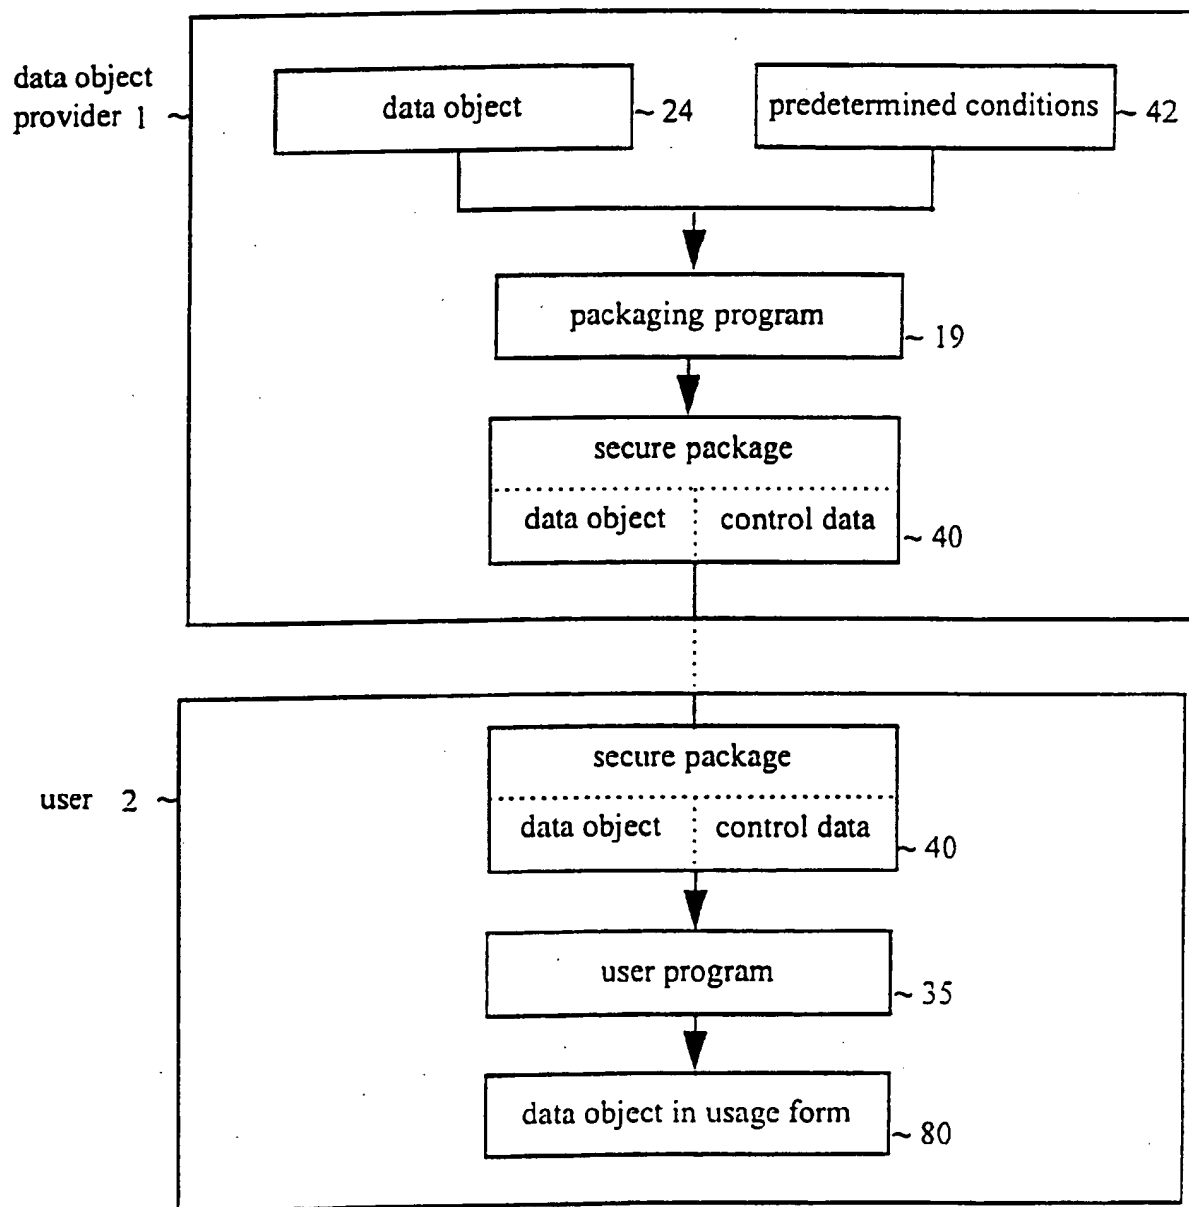 data object
provider 1 ~
data object
~ 24
predetermined conditions
~ 42
packaging program
~ 19
secure package
data object
control data
~ 40
user 2 ~
secure package
data object
control data
~ 40
user program
~ 35
data object in usage form
~ 80